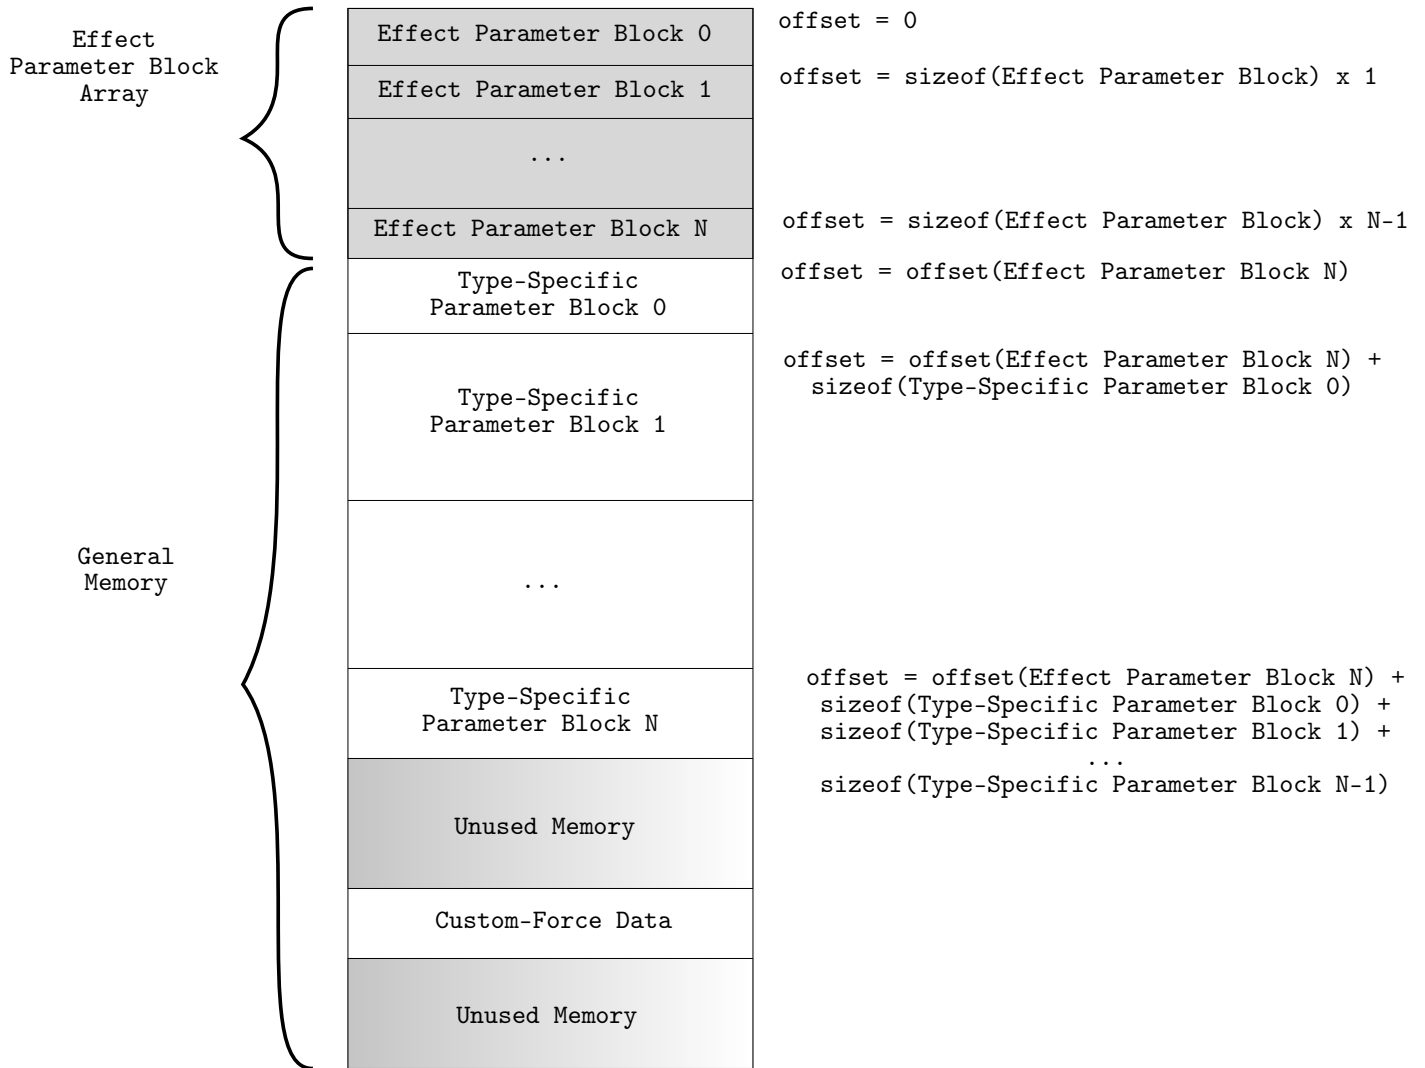 Effect
Parameter Block
Array
Effect Parameter Block 0
offset = 0
Effect Parameter Block 1
offset = sizeof(Effect Parameter Block) x 1
...
Effect Parameter Block N
offset = sizeof(Effect Parameter Block) x N-1
Type-Specific
Parameter Block 0
offset = offset(Effect Parameter Block N)
Type-Specific
Parameter Block 1
offset = offset(Effect Parameter Block N) +
sizeof(Type-Specific Parameter Block 0)
General
Memory
...
Type-Specific
Parameter Block N
offset = offset(Effect Parameter Block N) +
sizeof(Type-Specific Parameter Block 0) +
sizeof(Type-Specific Parameter Block 1) +
...
sizeof(Type-Specific Parameter Block N-1)
Unused Memory
Custom-Force Data
Unused Memory